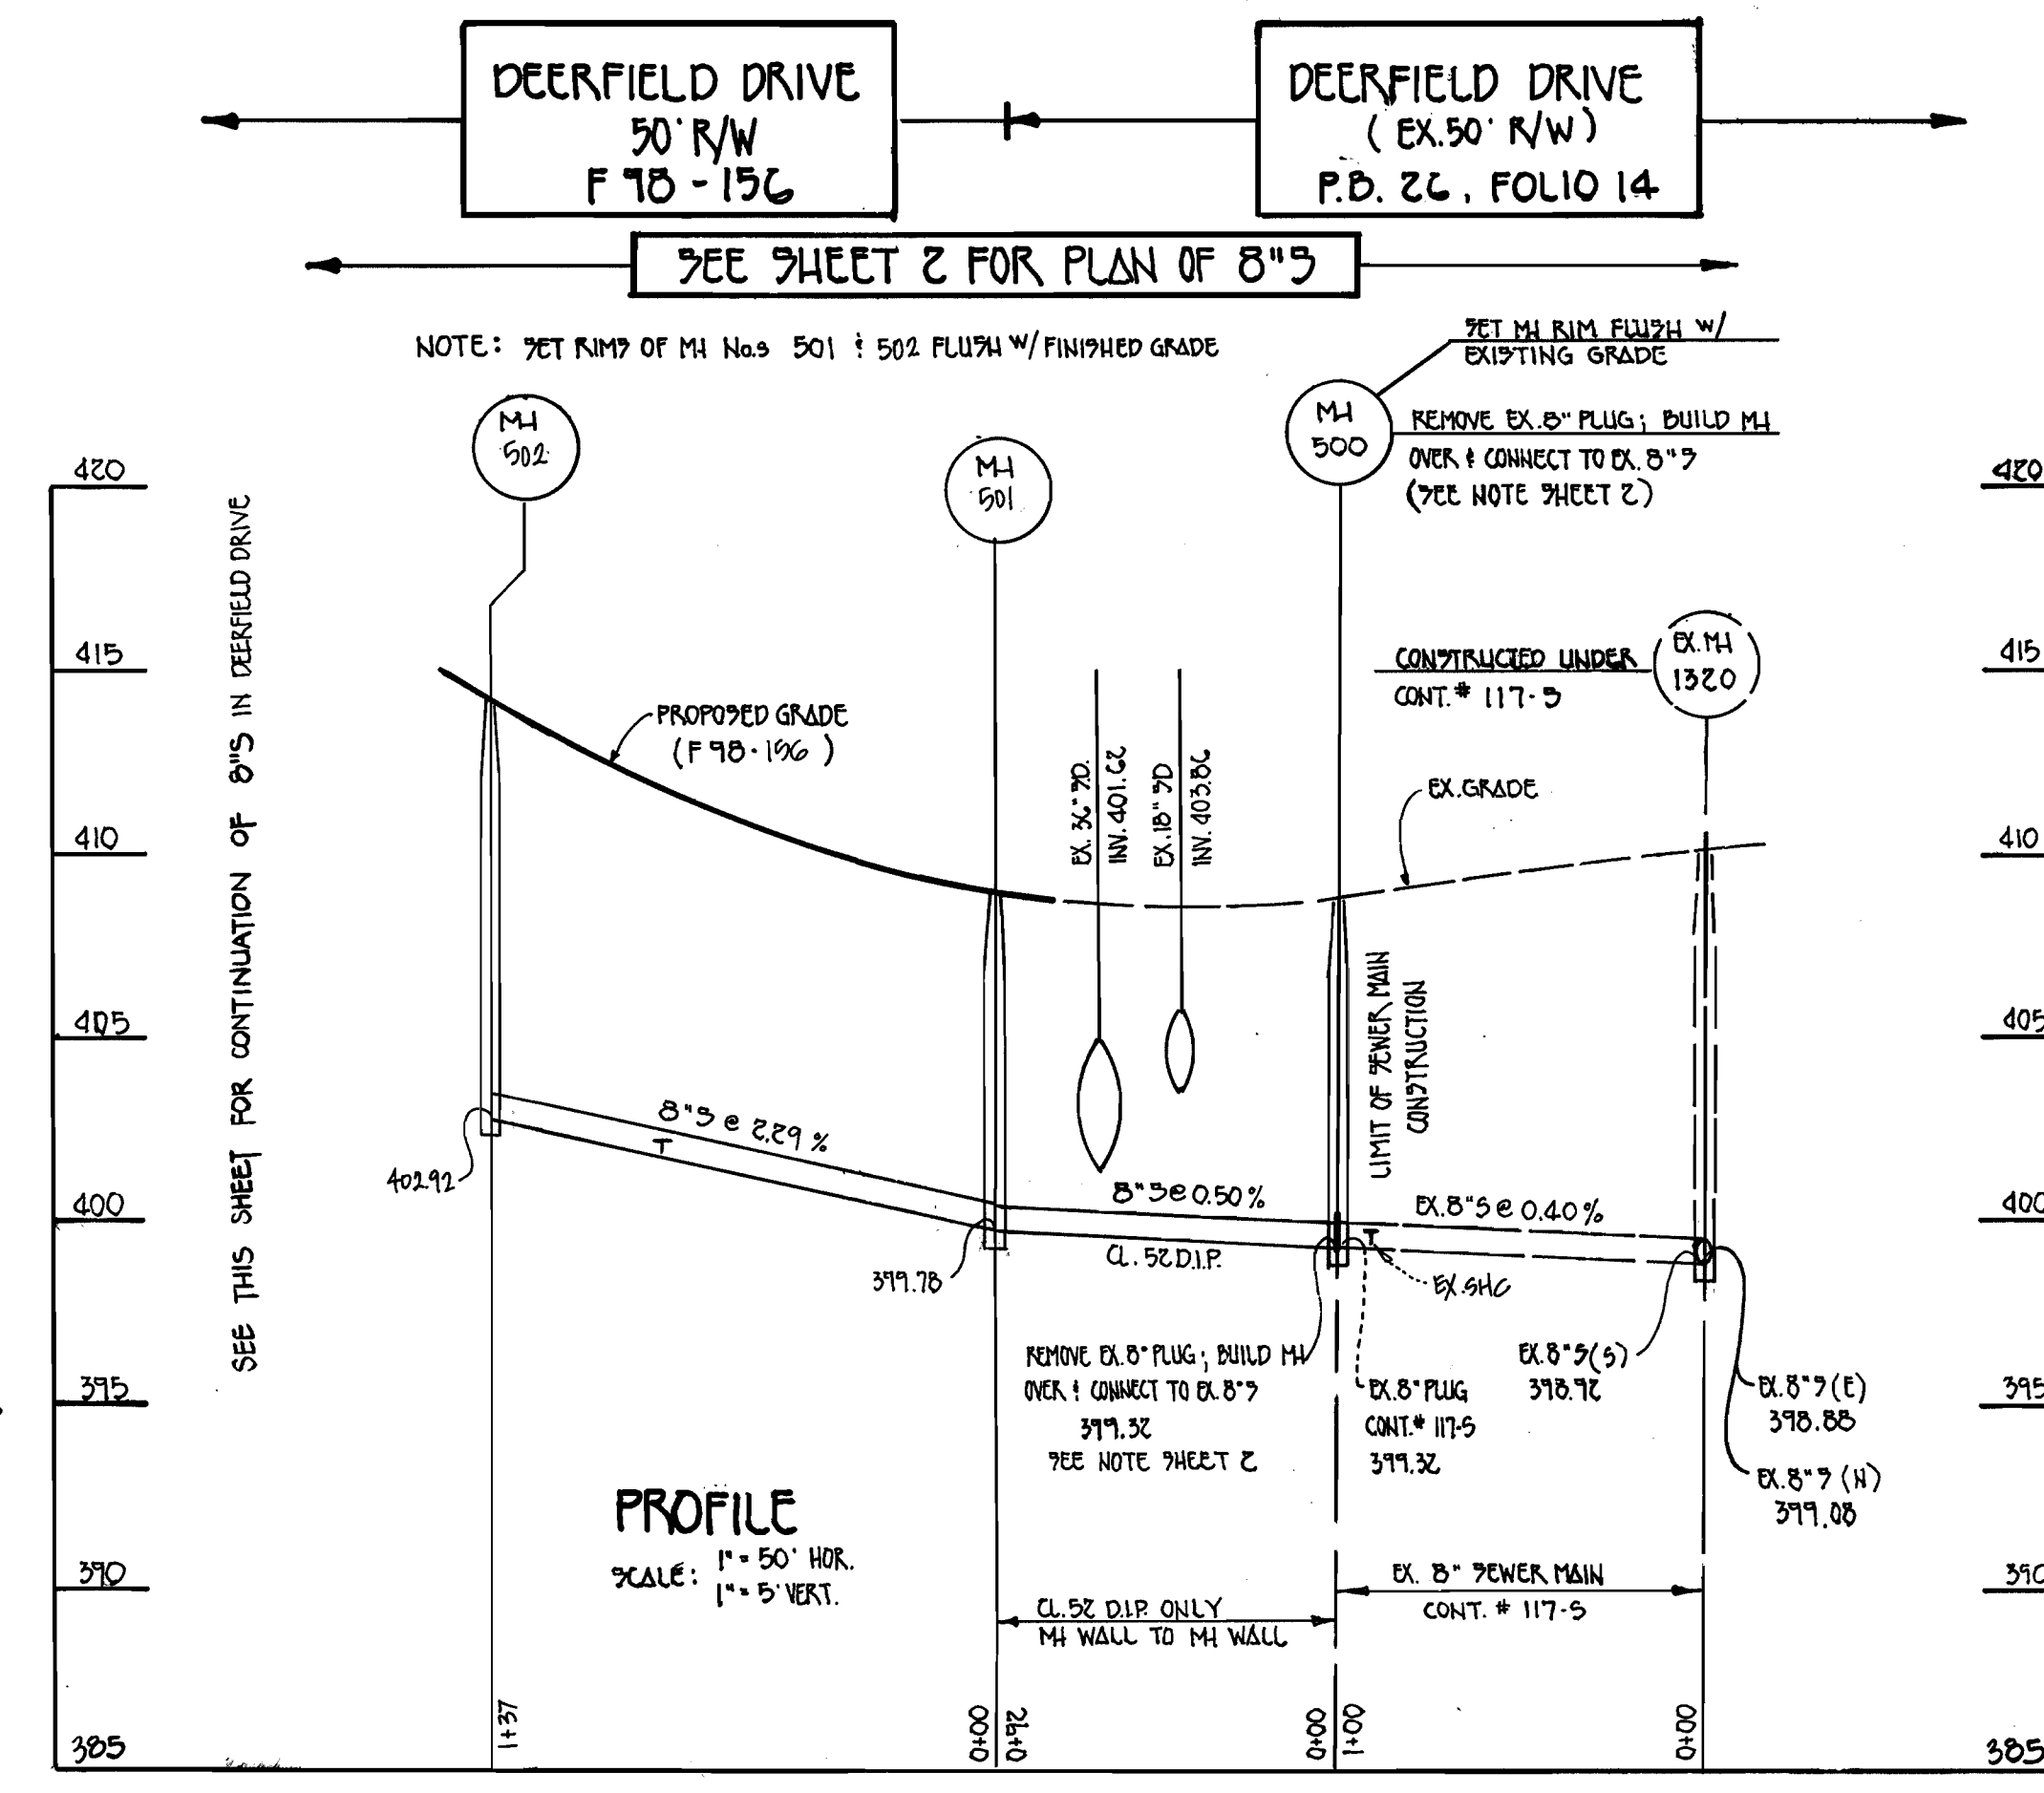 DEERFIELD DRIVE
50' R/W
F 98 - 156
DEERFIELD DRIVE
( EX. 50' R/W )
P.B. 26, FOLIO 14
SEE SHEET 2 FOR PLAN OF 8"S
NOTE: SET RIMS OF MH No.s 501 & 502 FLUSH W/ FINISHED GRADE
SET MH RIM FLUSH W/
EXISTING GRADE
MH
502
MH
501
MH
500
REMOVE EX. 8" PLUG; BUILD MH
OVER & CONNECT TO EX. 8"S
(SEE NOTE SHEET 2)
420
415
410
405
400
395
390
385
420
415
410
405
400
395
390
385
SEE THIS SHEET FOR CONTINUATION OF 8"S IN DEERFIELD DRIVE
PROPOSED GRADE
(F 98-156)
EX. 36" S.D.
INV. 401.62
EX. 18" SD
INV. 403.86
CONSTRUCTED UNDER
CONT. # 117-S
EX. MH
1320
EX. GRADE
LIMIT OF SEWER MAIN
CONSTRUCTION
8"S @ 2.29 %
T
402.92
8"S @ 0.50 %
CL. 52 D.I.P.
399.78
EX. 8"S @ 0.40 %
T
EX. SHC
REMOVE EX. 8" PLUG; BUILD MH
OVER & CONNECT TO EX. 8"S
399.32
SEE NOTE SHEET 2
EX. 8" PLUG
CONT. # 117-S
399.32
EX. 8"S (S)
398.92
EX. 8"S (E)
398.88
EX. 8"S (N)
399.08
PROFILE
SCALE: 1" = 50' HOR.
1" = 5' VERT.
CL. 52 D.I.P. ONLY
MH WALL TO MH WALL
EX. 8" SEWER MAIN
CONT. # 117-S
1+37
0+00
0+92
0+00
1+00
0+00